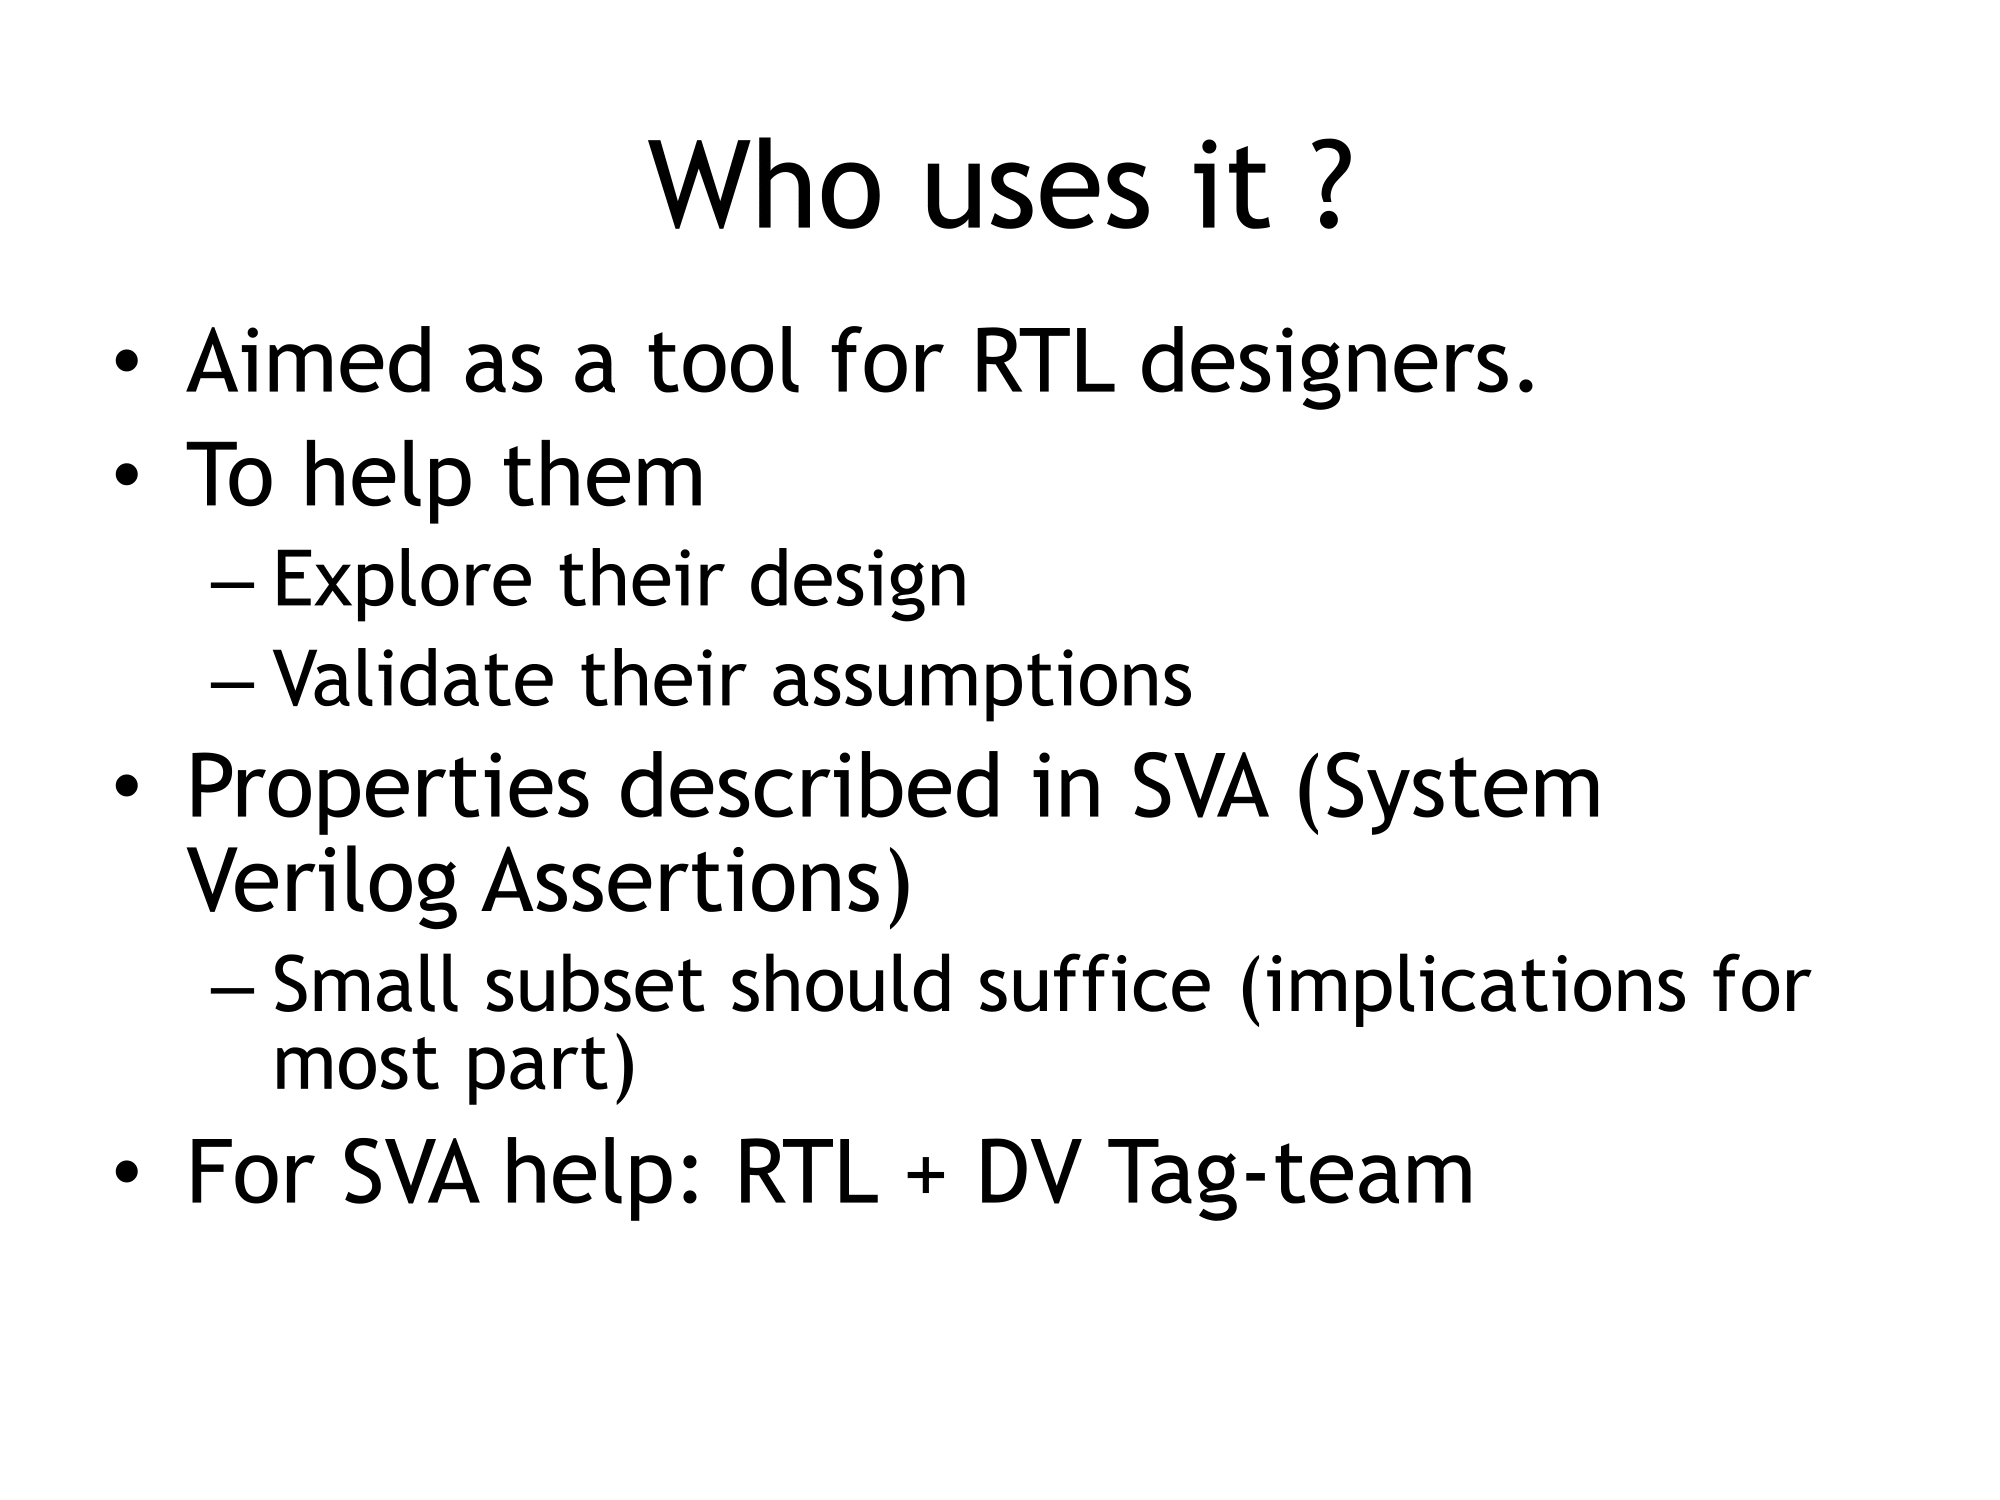 Who uses it ?
• Aimed as a tool for RTL designers.
• To help them
– Explore their design
– Validate their assumptions
• Properties described in SVA (System
Verilog Assertions)
– Small subset should suffice (implications for
most part)
• For SVA help: RTL + DV Tag-team